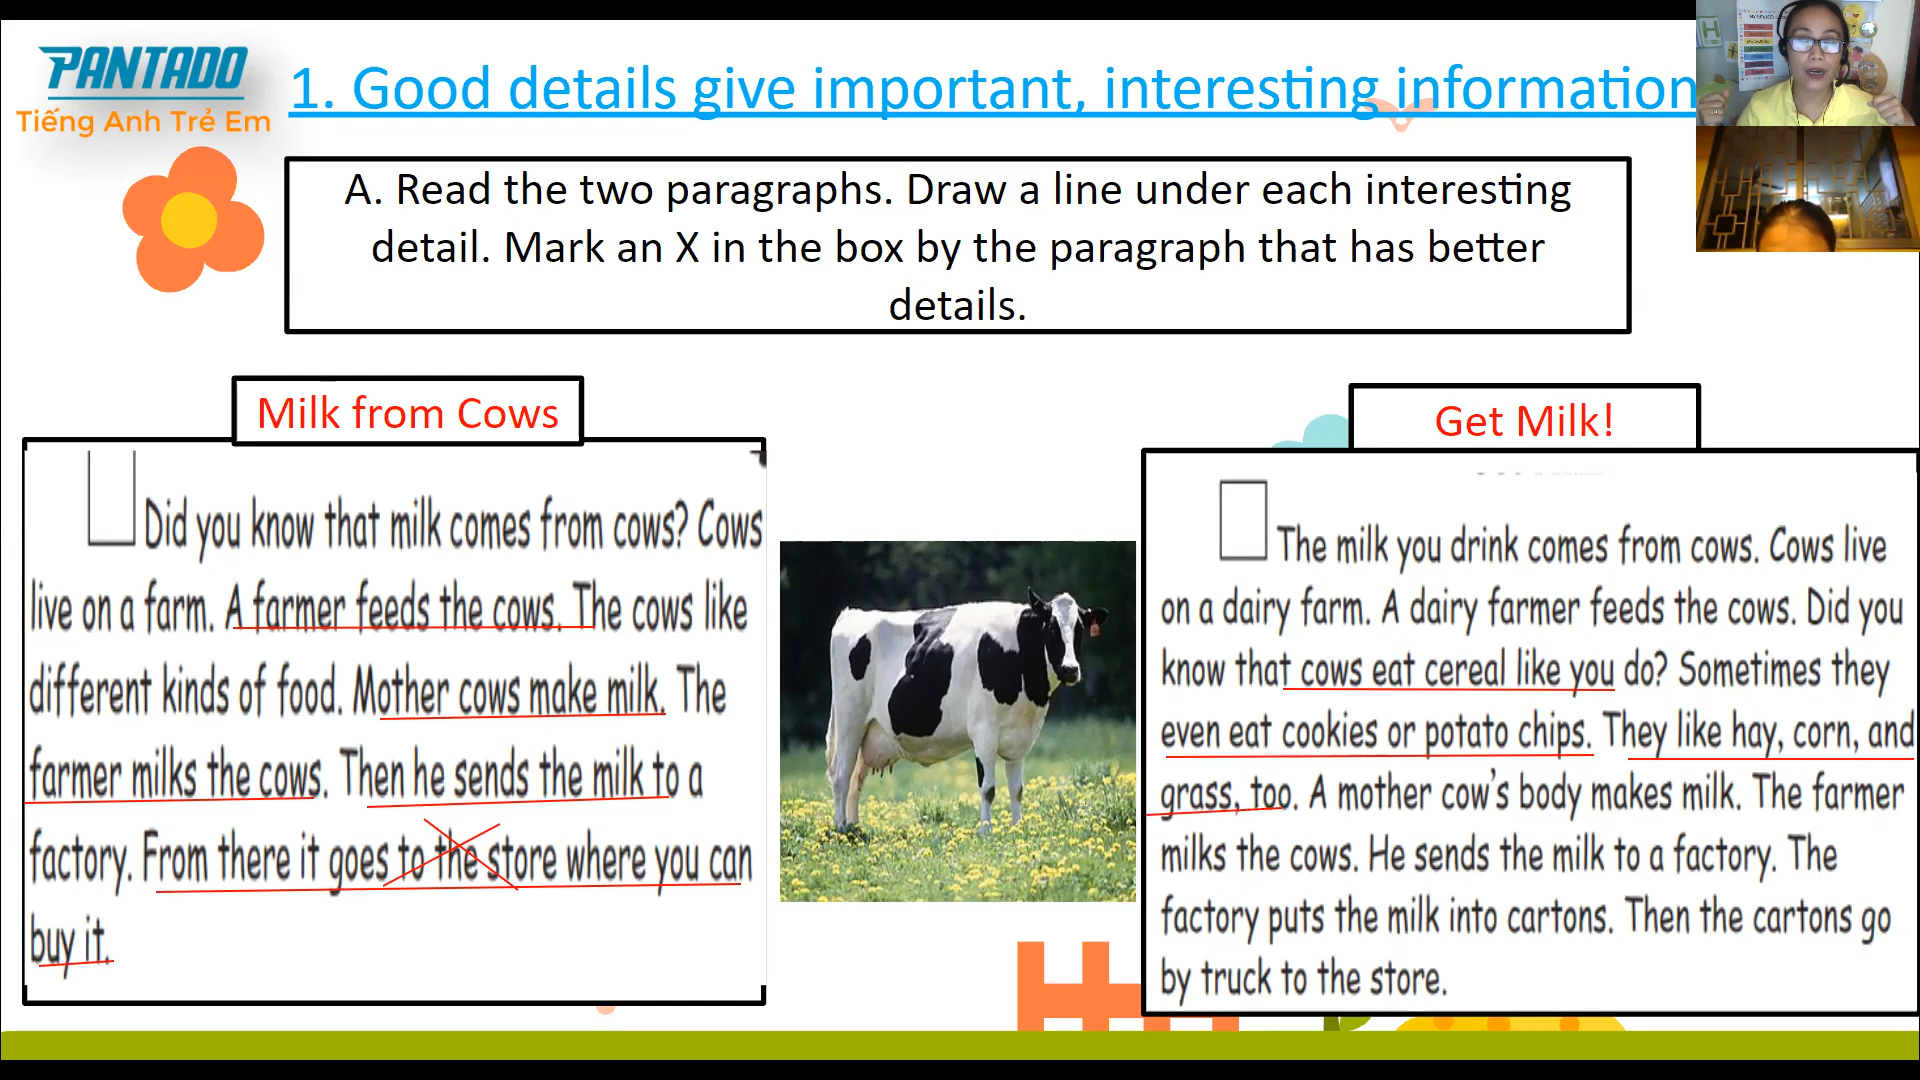 PANTADO
Tiếng Anh Trẻ Em
1. Good details give important, interesting information
A. Read the two paragraphs. Draw a line under each interesting
detail. Mark an X in the box by the paragraph that has better
details.
Milk from Cows
Did you know that milk comes from cows? Cows
live on a farm. A farmer feeds the cows. The cows like
different kinds of food. Mother cows make milk. The
farmer milks the cows. Then he sends the milk to a
factory. From there it goes to the store where you can
buy it.
Get Milk!
The milk you drink comes from cows. Cows live
on a dairy farm. A dairy farmer feeds the cows. Did you
know that cows eat cereal like you do? Sometimes they
even eat cookies or potato chips. They like hay, corn, and
grass, too. A mother cow's body makes milk. The farmer
milks the cows. He sends the milk to a factory. The
factory puts the milk into cartons. Then the cartons go
by truck to the store.